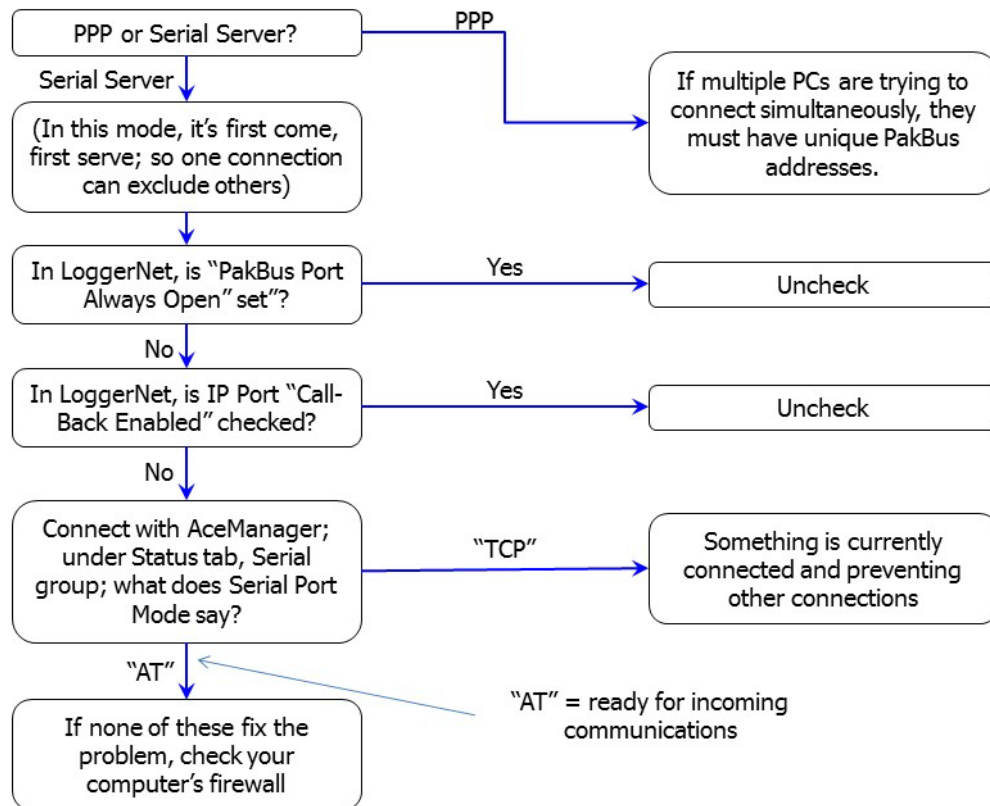 PPP or Serial Server?
PPP
Serial Server
If multiple PCs are trying to
connect simultaneously, they
must have unique PakBus
addresses.
(In this mode, it’s first come,
first serve; so one connection
can exclude others)
In LoggerNet, is “PakBus Port
Always Open” set”?
Yes
Uncheck
No
In LoggerNet, is IP Port “Call-
Back Enabled” checked?
Yes
Uncheck
No
Connect with AceManager;
under Status tab, Serial
group; what does Serial Port
Mode say?
“TCP”
Something is currently
connected and preventing
other connections
“AT”
“AT” = ready for incoming
communications
If none of these fix the
problem, check your
computer’s firewall